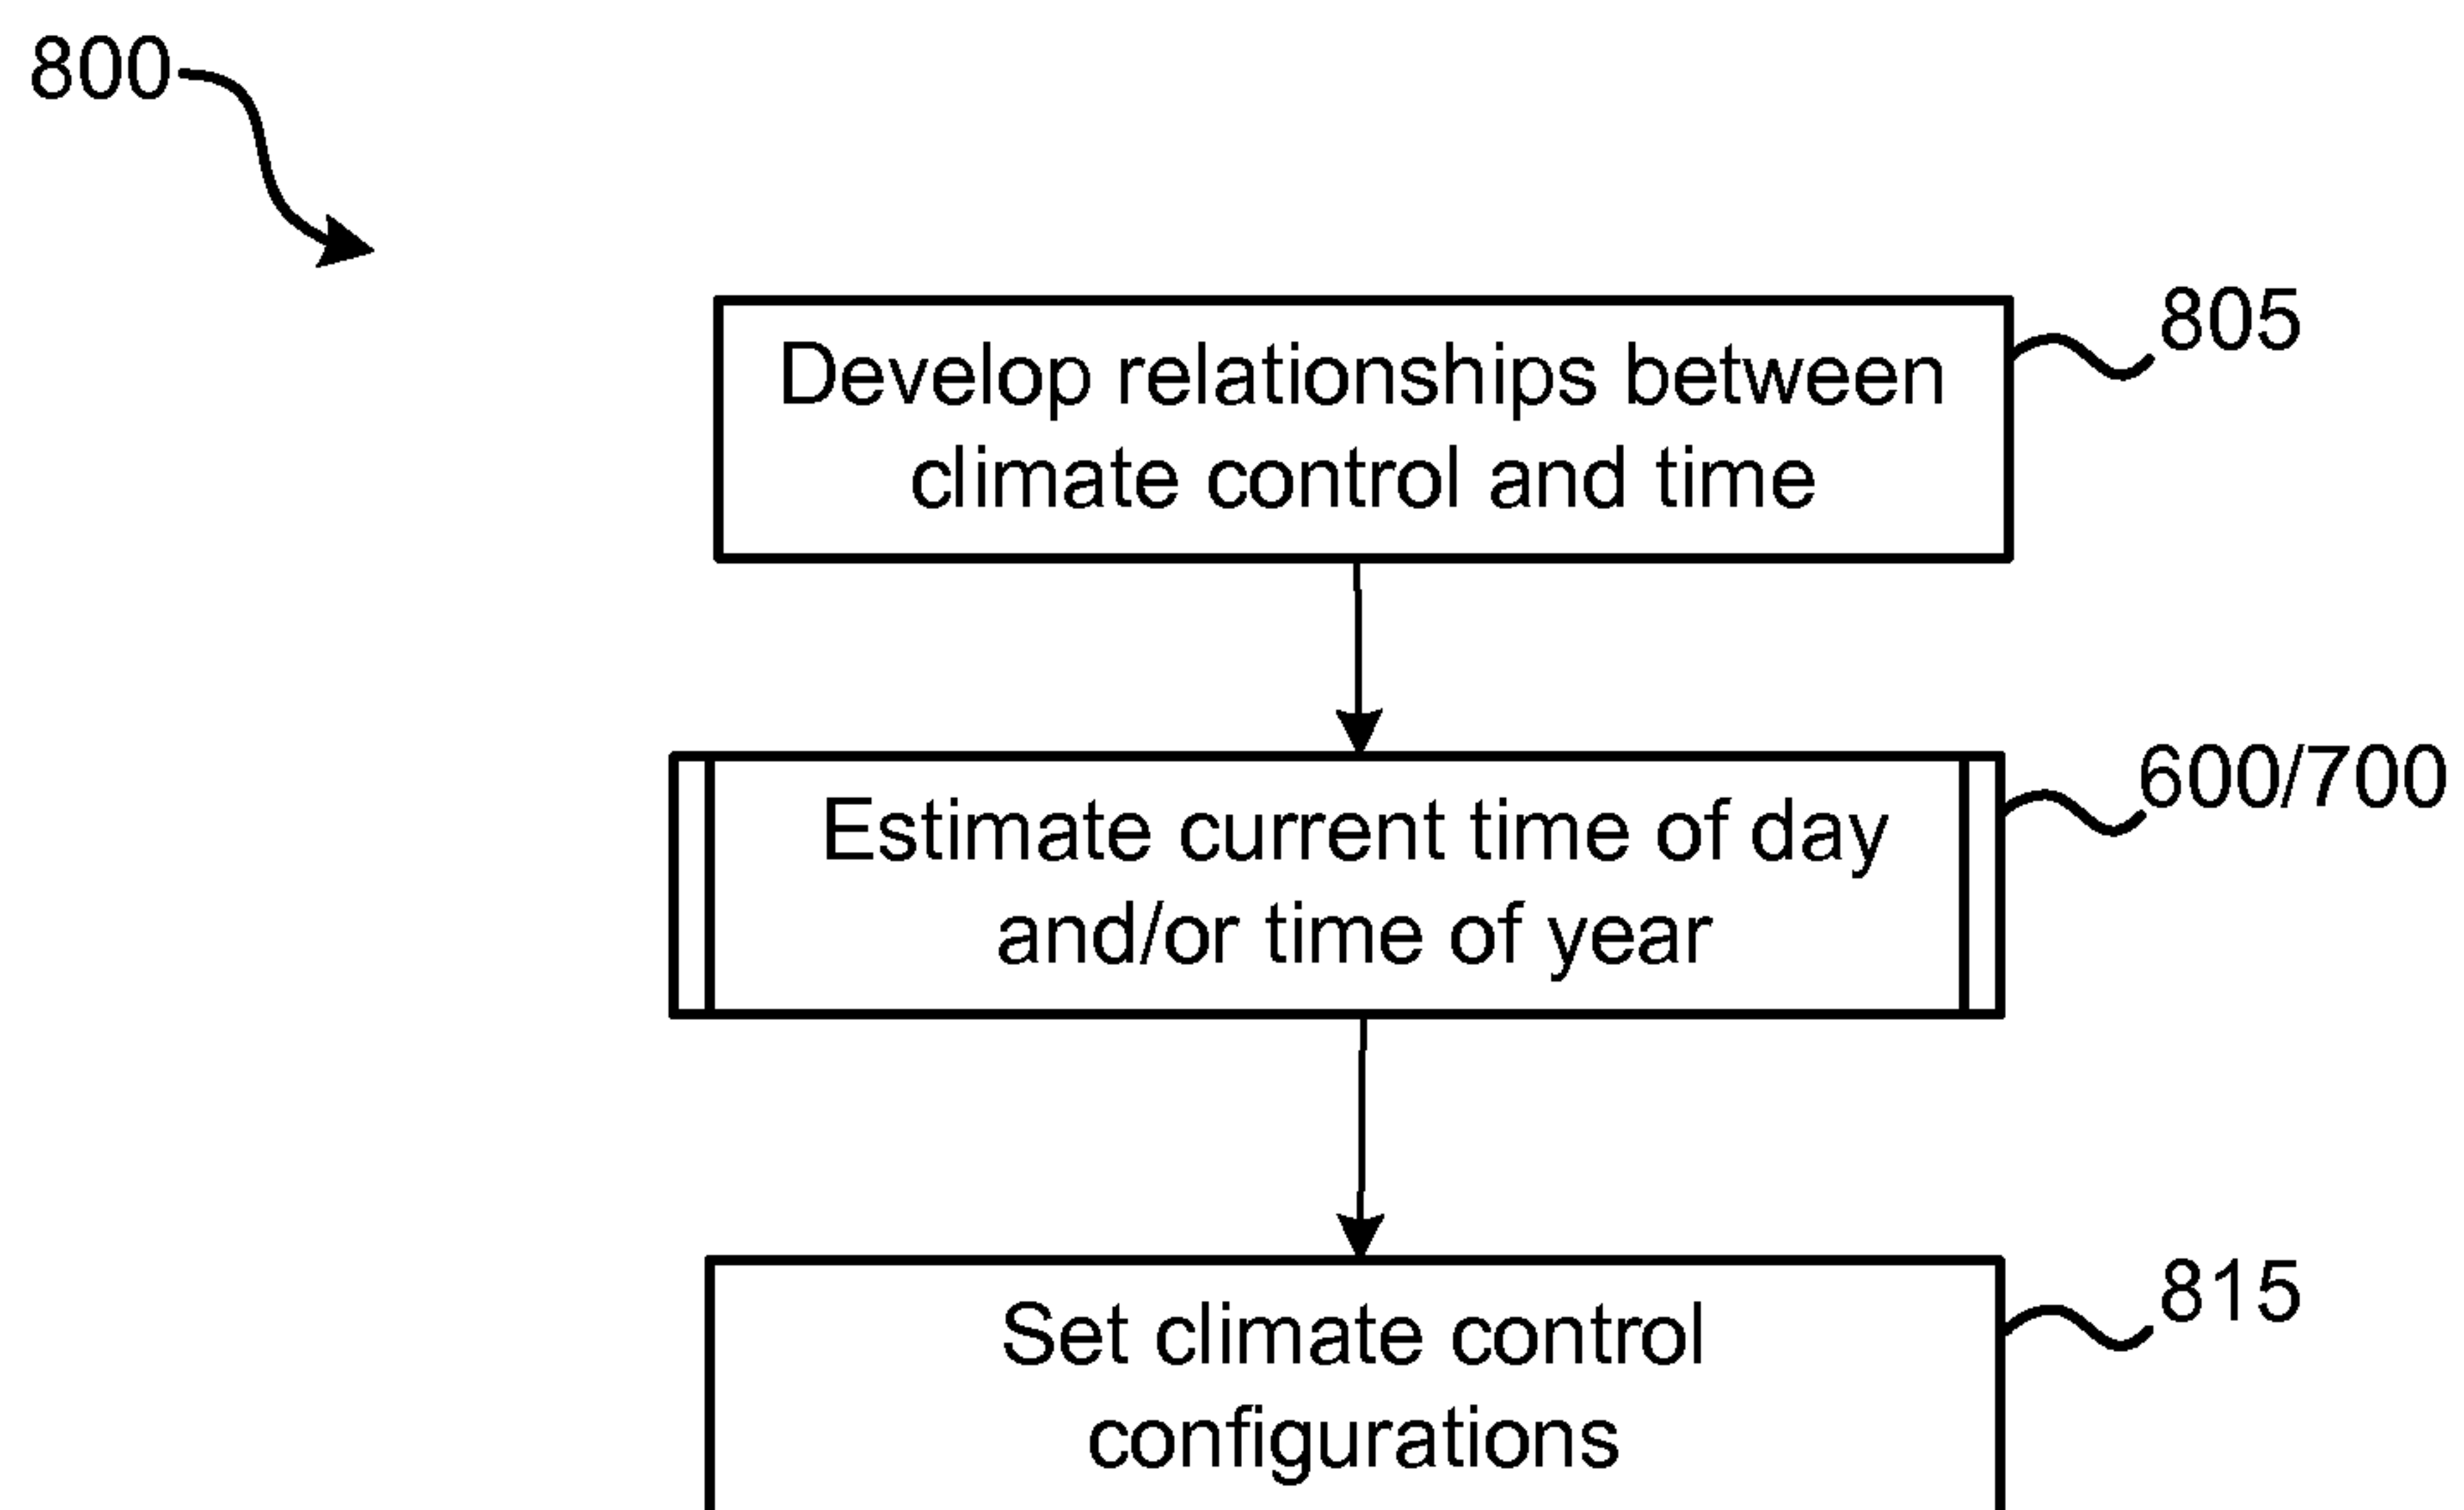 800
805
Develop relationships between
climate control and time
600/700
Estimate current time of day
and/or time of year
815
Set climate control
configurations